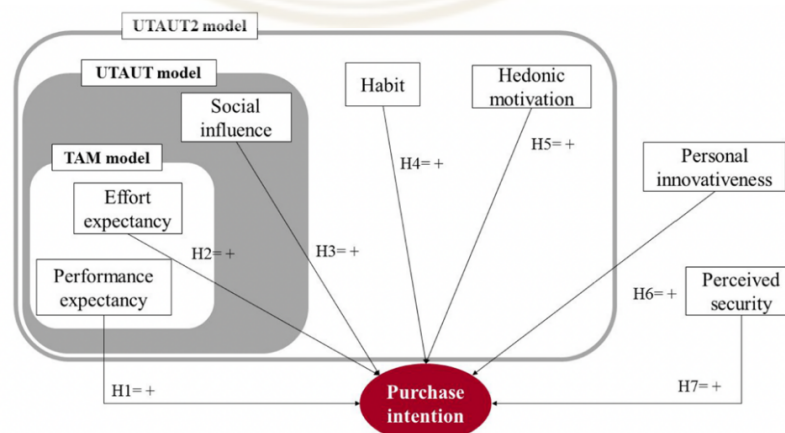 UTAUT2 model
UTAUT model
Social
influence
Habit
Hedonic
motivation
TAM model
Effort
expectancy
Performance
expectancy
Personal
innovativeness
Perceived
security
H1= +
H2= +
H3= +
H4= +
H5= +
H6= +
H7= +
Purchase
intention